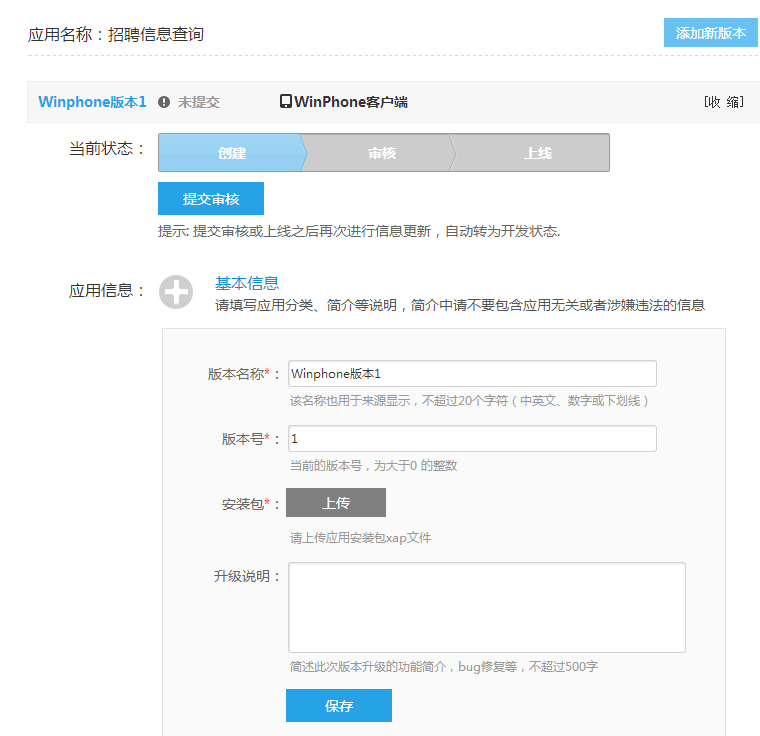 应用名称：招聘信息查询
添加新版本
Winphone版本1 未提交 WinPhone客户端 [收 缩]
当前状态： 创建 审核 上线
提交审核
提示: 提交审核或上线之后再次进行信息更新，自动转为开发状态.
应用信息： 基本信息
请填写应用分类、简介等说明，简介中请不要包含应用无关或者涉嫌违法的信息
版本名称*： Winphone版本1
该名称也用于来源显示，不超过20个字符（中英文、数字或下划线）
版本号*： 1
当前的版本号，为大于0 的整数
安装包*： 上传
请上传应用安装包xap文件
升级说明：
简述此次版本升级的功能简介，bug修复等，不超过500字
保存